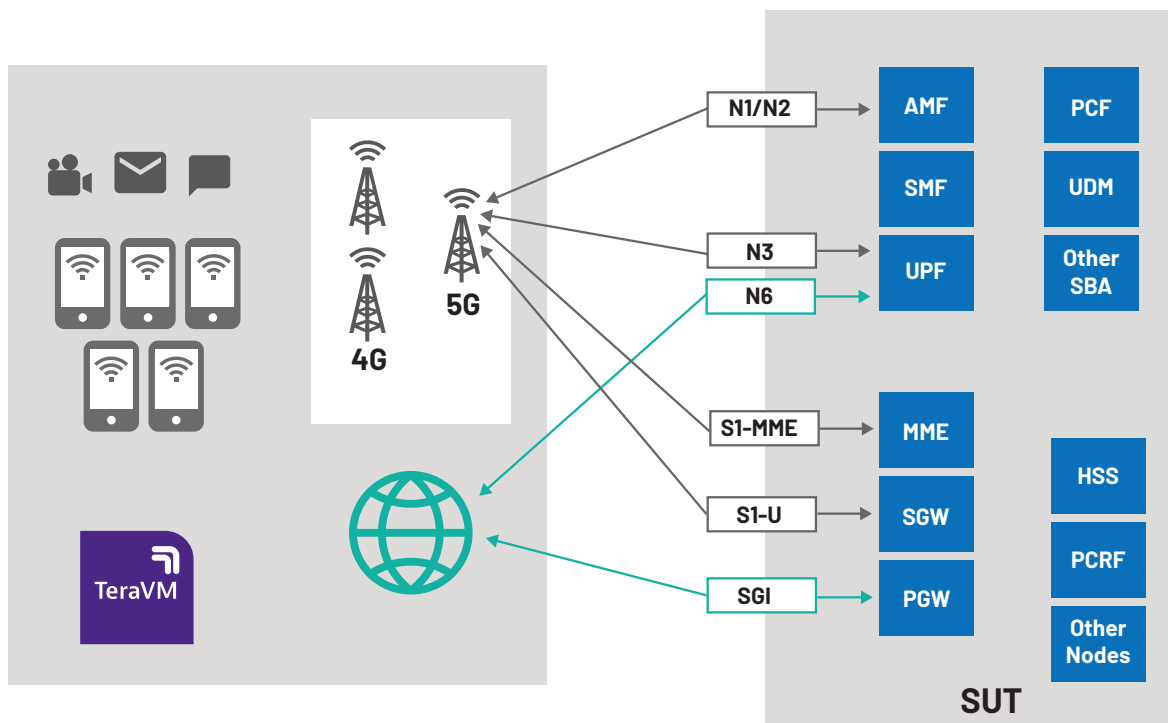 5G
4G
TeraVM
N1/N2
N3
N6
S1-MME
S1-U
SGI
AMF
PCF
SMF
UDM
UPF
Other
SBA
MME
HSS
SGW
PCRF
PGW
Other
Nodes
SUT